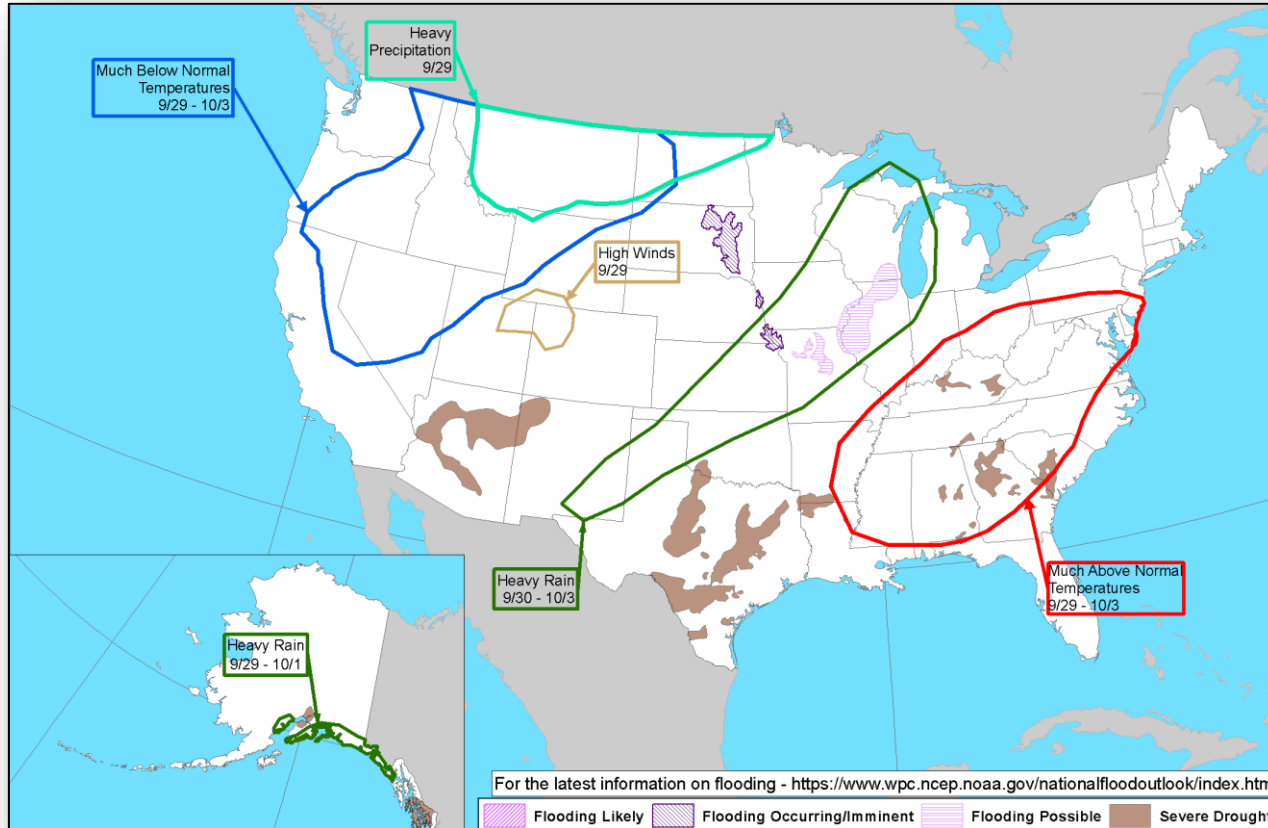 Heavy
Precipitation
9/29
Much Below Normal
Temperatures
9/29 - 10/3
High Winds
9/29
Heavy Rain
9/30 - 10/3
Much Above Normal
Temperatures
9/29 - 10/3
Heavy Rain
9/29 - 10/1
For the latest information on flooding - https://www.wpc.ncep.noaa.gov/nationalfloodoutlook/index.htm
Flooding Likely
Flooding Occurring/Imminent
Flooding Possible
Severe Drought